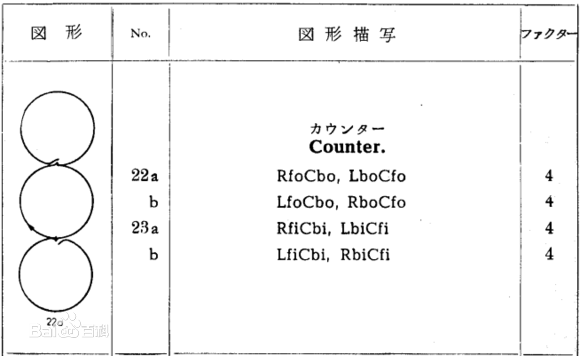 図 形 No. 図 形 描 写 ファクター
カウンター
Counter.
22a RfoCbo, LboCfo 4
b LfoCbo, RboCfo 4
23a RfiCbi, LbiCfi 4
b LfiCbi, RbiCfi 4
22a
Bai百科